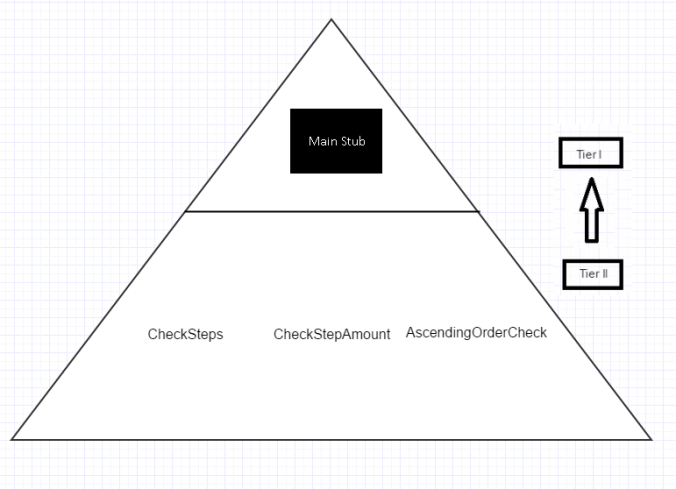 Main Stub
Tier I
Tier II
CheckSteps
CheckStepAmount
AscendingOrderCheck